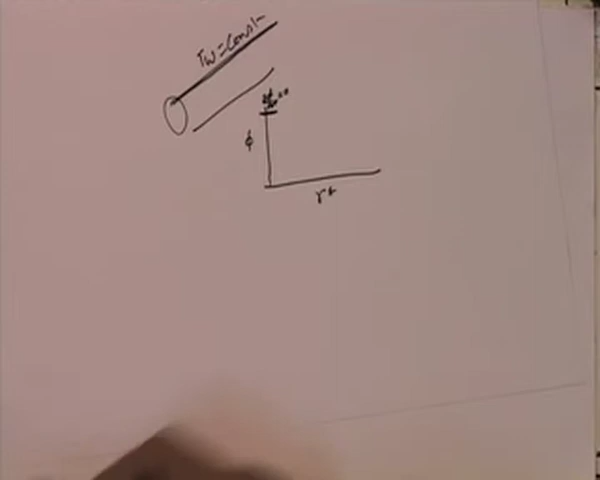 Tw = Const
ϕ
r*